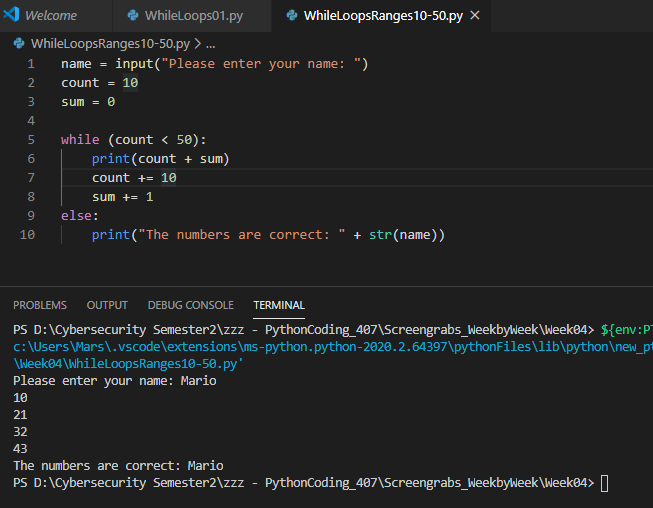 Welcome WhileLoops01.py WhileLoopsRanges10-50.py ×
WhileLoopsRanges10-50.py > ...
1 name = input("Please enter your name: ")
2 count = 10
3 sum = 0
4
5 while (count < 50):
6 print(count + sum)
7 count += 10
8 sum += 1
9 else:
10 print("The numbers are correct: " + str(name))
PROBLEMS OUTPUT DEBUG CONSOLE TERMINAL
PS D:\Cybersecurity Semester2\zzz - PythonCoding_407\Screengrabs_WeekbyWeek\Week04> ${env:P
c:\Users\Mars\.vscode\extensions\ms-python.python-2020.2.64397\pythonFiles\lib\python\new_pt
\Week04\WhileLoopsRanges10-50.py'
Please enter your name: Mario
10
21
32
43
The numbers are correct: Mario
PS D:\Cybersecurity Semester2\zzz - PythonCoding_407\Screengrabs_WeekbyWeek\Week04>